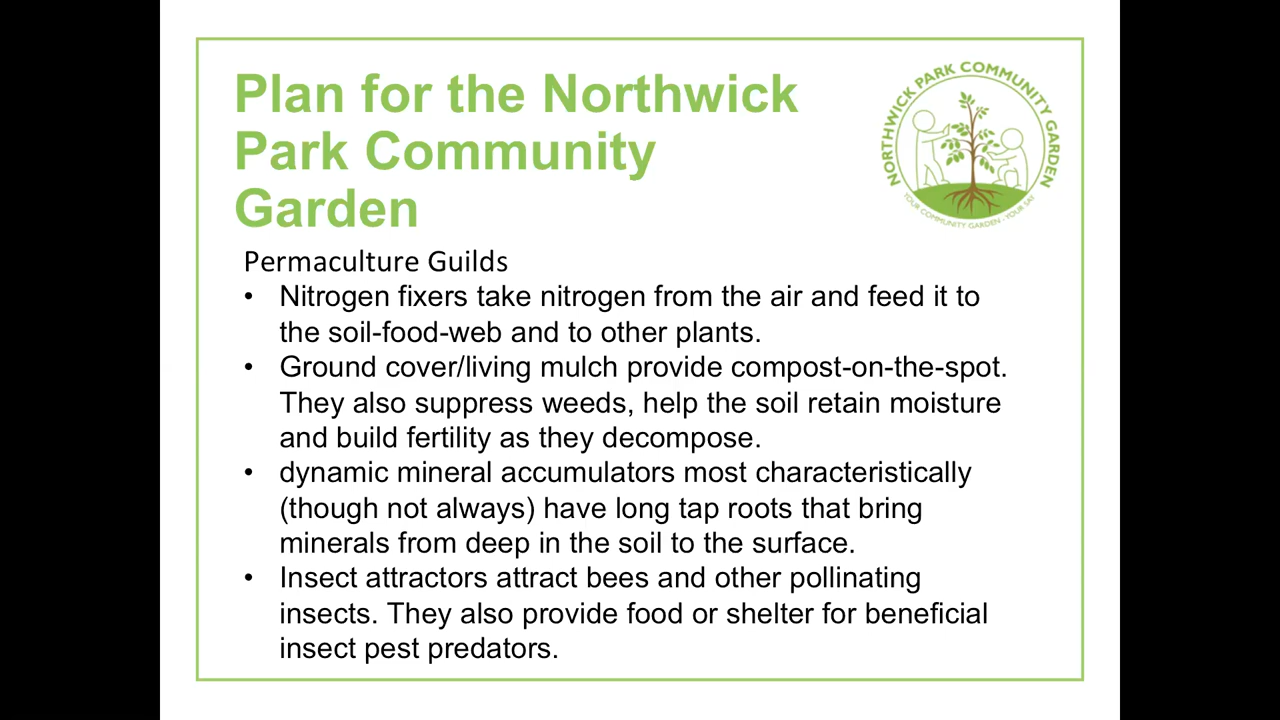 Plan for the Northwick
Park Community
Garden
NORTHWICK PARK COMMUNITY GARDEN
YOUR COMMUNITY GARDEN - YOUR SAY
Permaculture Guilds
• Nitrogen fixers take nitrogen from the air and feed it to
the soil-food-web and to other plants.
• Ground cover/living mulch provide compost-on-the-spot.
They also suppress weeds, help the soil retain moisture
and build fertility as they decompose.
• dynamic mineral accumulators most characteristically
(though not always) have long tap roots that bring
minerals from deep in the soil to the surface.
• Insect attractors attract bees and other pollinating
insects. They also provide food or shelter for beneficial
insect pest predators.